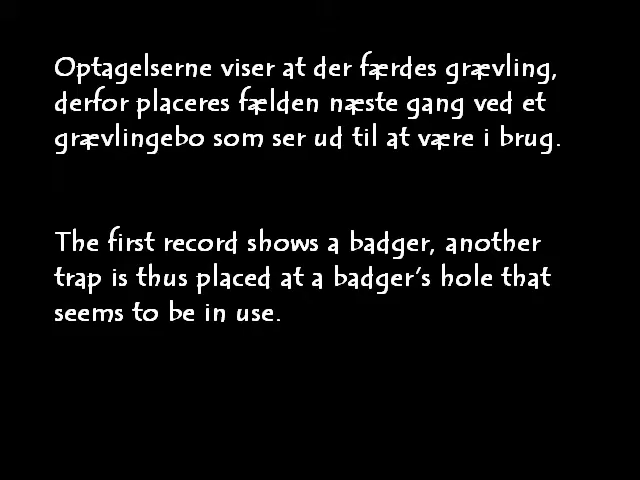 Optagelserne viser at der færdes grævling,
derfor placeres fælden næste gang ved et
grævlingebo som ser ud til at være i brug.
The first record shows a badger, another
trap is thus placed at a badger's hole that
seems to be in use.